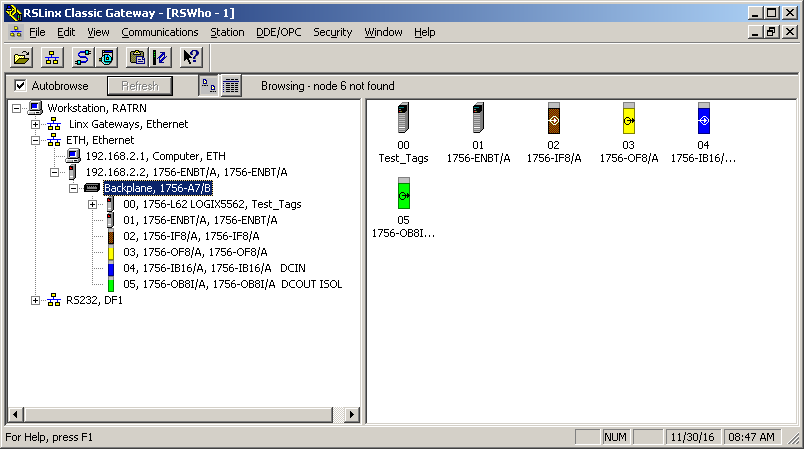 RSLinx Classic Gateway - [RSWho - 1]
File Edit View Communications Station DDE/OPC Security Window Help
Autobrowse Refresh Browsing - node 6 not found
Workstation, RATRN
Linx Gateways, Ethernet
ETH, Ethernet
192.168.2.1, Computer, ETH
192.168.2.2, 1756-ENBT/A, 1756-ENBT/A
Backplane, 1756-A7/B
00, 1756-L62 LOGIX5562, Test_Tags
01, 1756-ENBT/A, 1756-ENBT/A
02, 1756-IF8/A, 1756-IF8/A
03, 1756-OF8/A, 1756-OF8/A
04, 1756-IB16/A, 1756-IB16/A DCIN
05, 1756-OB8I/A, 1756-OB8I/A DCOUT ISOL
RS232, DF1
00 01 02 03 04
Test_Tags 1756-ENBT/A 1756-IF8/A 1756-OF8/A 1756-IB16/...
05
1756-OB8I...
For Help, press F1 NUM 11/30/16 08:47 AM